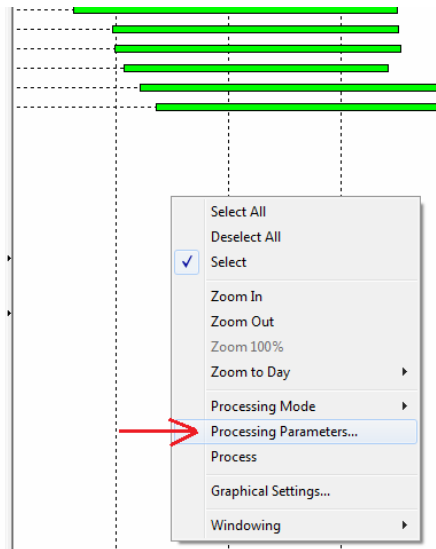 Select All
Deselect All
Select
Zoom In
Zoom Out
Zoom 100%
Zoom to Day
Processing Mode
Processing Parameters...
Process
Graphical Settings...
Windowing